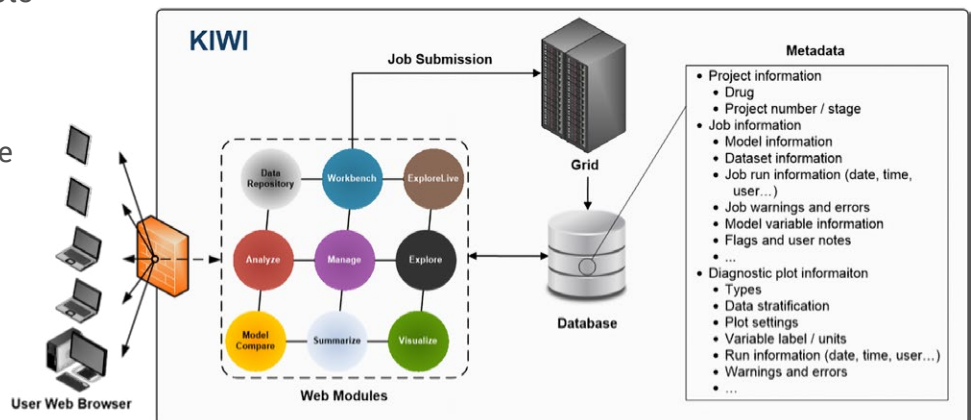 KIWI
Job Submission
Grid
Database
Data
Repository
Workbench
ExploreLive
Analyze
Manage
Explore
Model
Compare
Summarize
Visualize
Web Modules
User Web Browser
Metadata
• Project information
• Drug
• Project number / stage
• Job information
• Model information
• Dataset information
• Job run information (date, time,
user...)
• Job warnings and errors
• Model variable information
• Flags and user notes
• ...
• Diagnostic plot informaiton
• Types
• Data stratification
• Plot settings
• Variable label / units
• Run information (date, time, user...)
• Warnings and errors
• ...